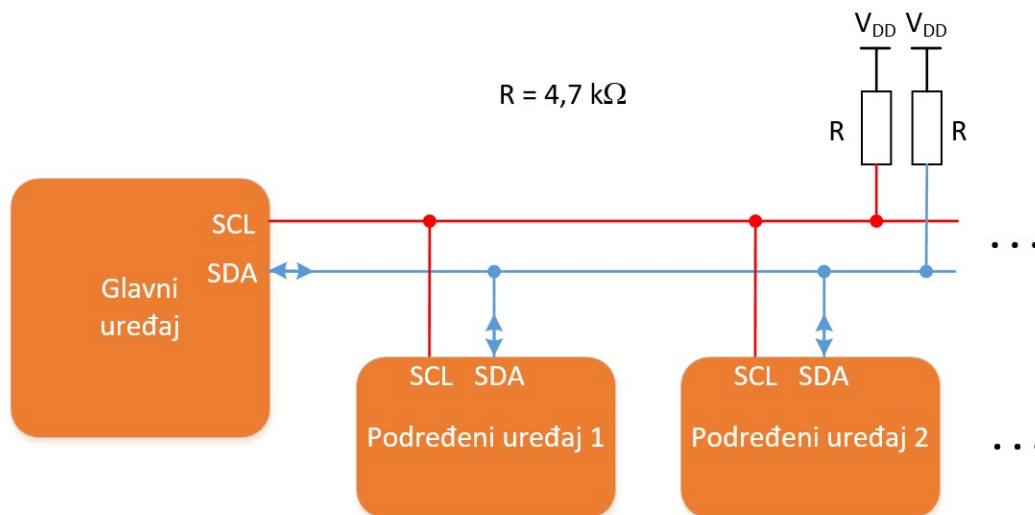 V_DD V_DD
R = 4,7 kΩ
R R
SCL
SDA
Glavni
uređaj
. . .
SCL SDA
Podređeni uređaj 1
SCL SDA
Podređeni uređaj 2
. . .